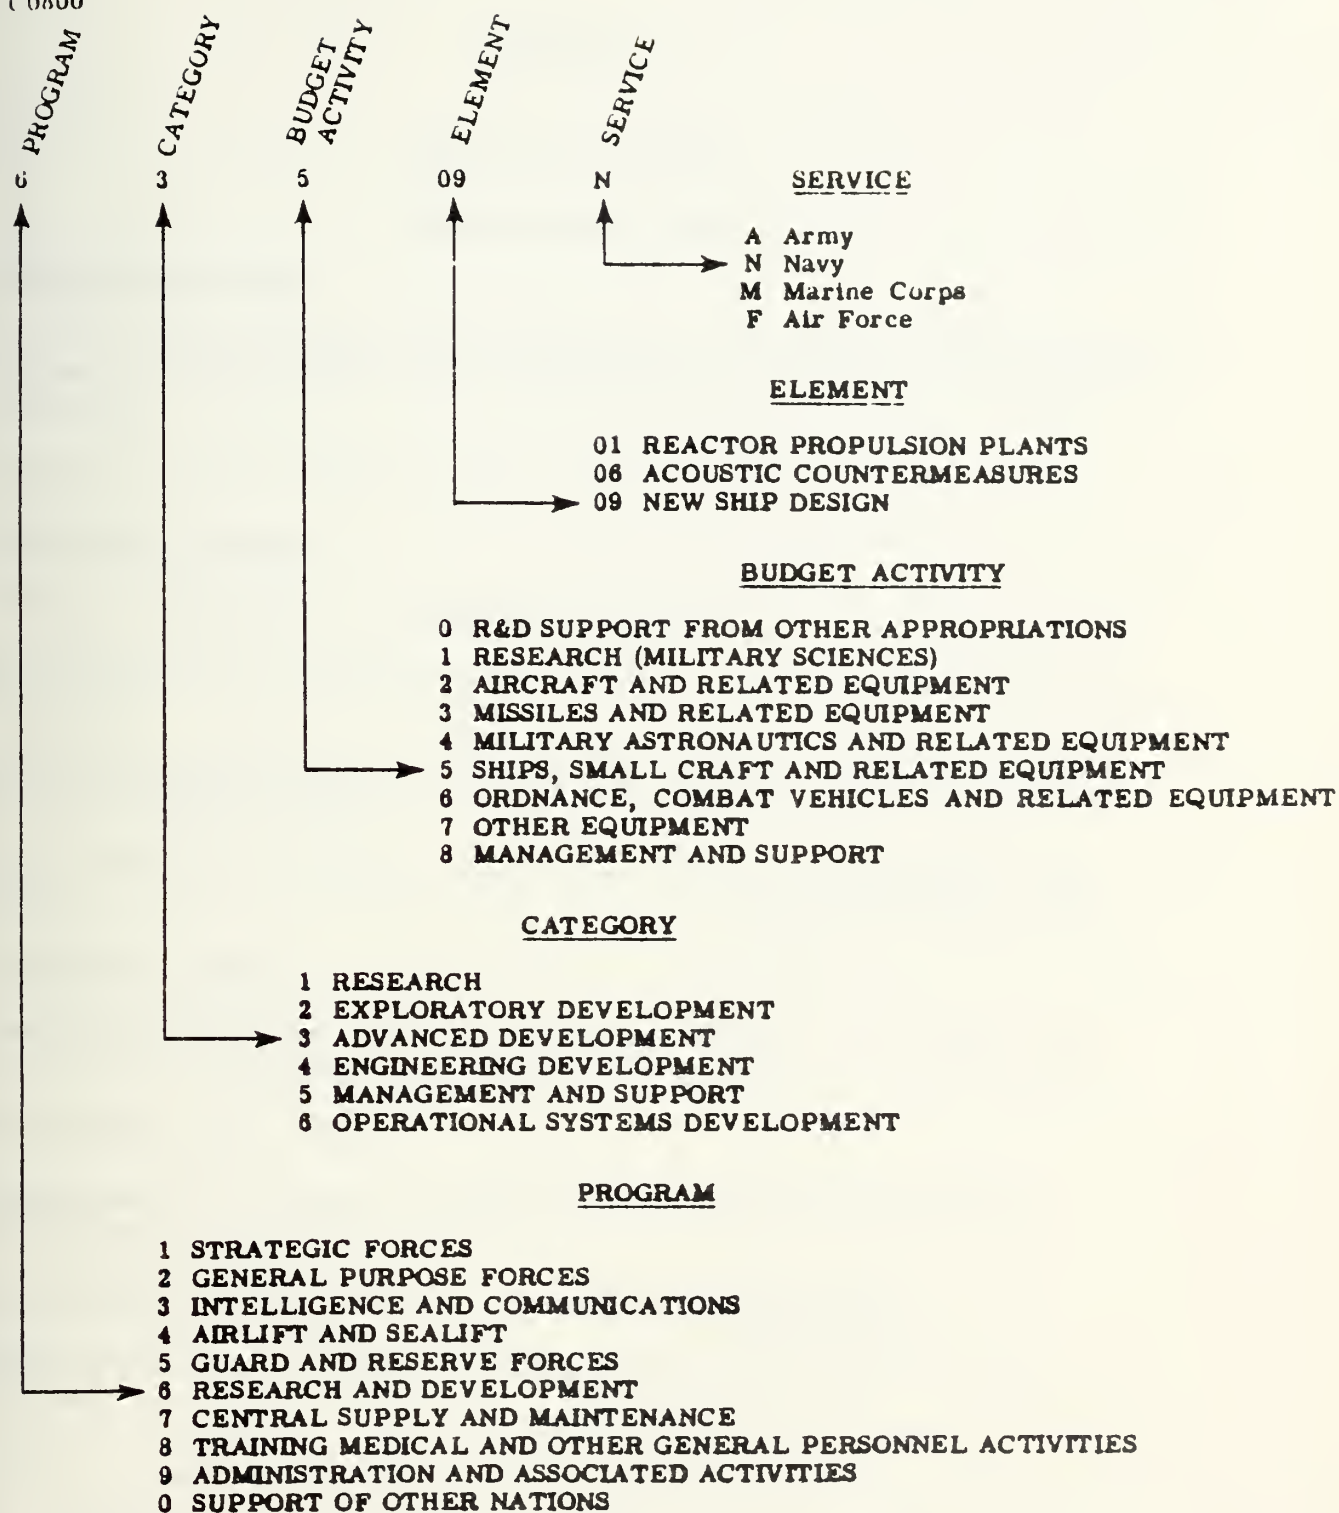 PROGRAM
CATEGORY
BUDGET
ACTIVITY
ELEMENT
SERVICE
6 3 5 09 N
SERVICE
A Army
N Navy
M Marine Corps
F Air Force
ELEMENT
01 REACTOR PROPULSION PLANTS
06 ACOUSTIC COUNTERMEASURES
09 NEW SHIP DESIGN
BUDGET ACTIVITY
0 R&D SUPPORT FROM OTHER APPROPRIATIONS
1 RESEARCH (MILITARY SCIENCES)
2 AIRCRAFT AND RELATED EQUIPMENT
3 MISSILES AND RELATED EQUIPMENT
4 MILITARY ASTRONAUTICS AND RELATED EQUIPMENT
5 SHIPS, SMALL CRAFT AND RELATED EQUIPMENT
6 ORDNANCE, COMBAT VEHICLES AND RELATED EQUIPMENT
7 OTHER EQUIPMENT
8 MANAGEMENT AND SUPPORT
CATEGORY
1 RESEARCH
2 EXPLORATORY DEVELOPMENT
3 ADVANCED DEVELOPMENT
4 ENGINEERING DEVELOPMENT
5 MANAGEMENT AND SUPPORT
6 OPERATIONAL SYSTEMS DEVELOPMENT
PROGRAM
1 STRATEGIC FORCES
2 GENERAL PURPOSE FORCES
3 INTELLIGENCE AND COMMUNICATIONS
4 AIRLIFT AND SEALIFT
5 GUARD AND RESERVE FORCES
6 RESEARCH AND DEVELOPMENT
7 CENTRAL SUPPLY AND MAINTENANCE
8 TRAINING MEDICAL AND OTHER GENERAL PERSONNEL ACTIVITIES
9 ADMINISTRATION AND ASSOCIATED ACTIVITIES
0 SUPPORT OF OTHER NATIONS